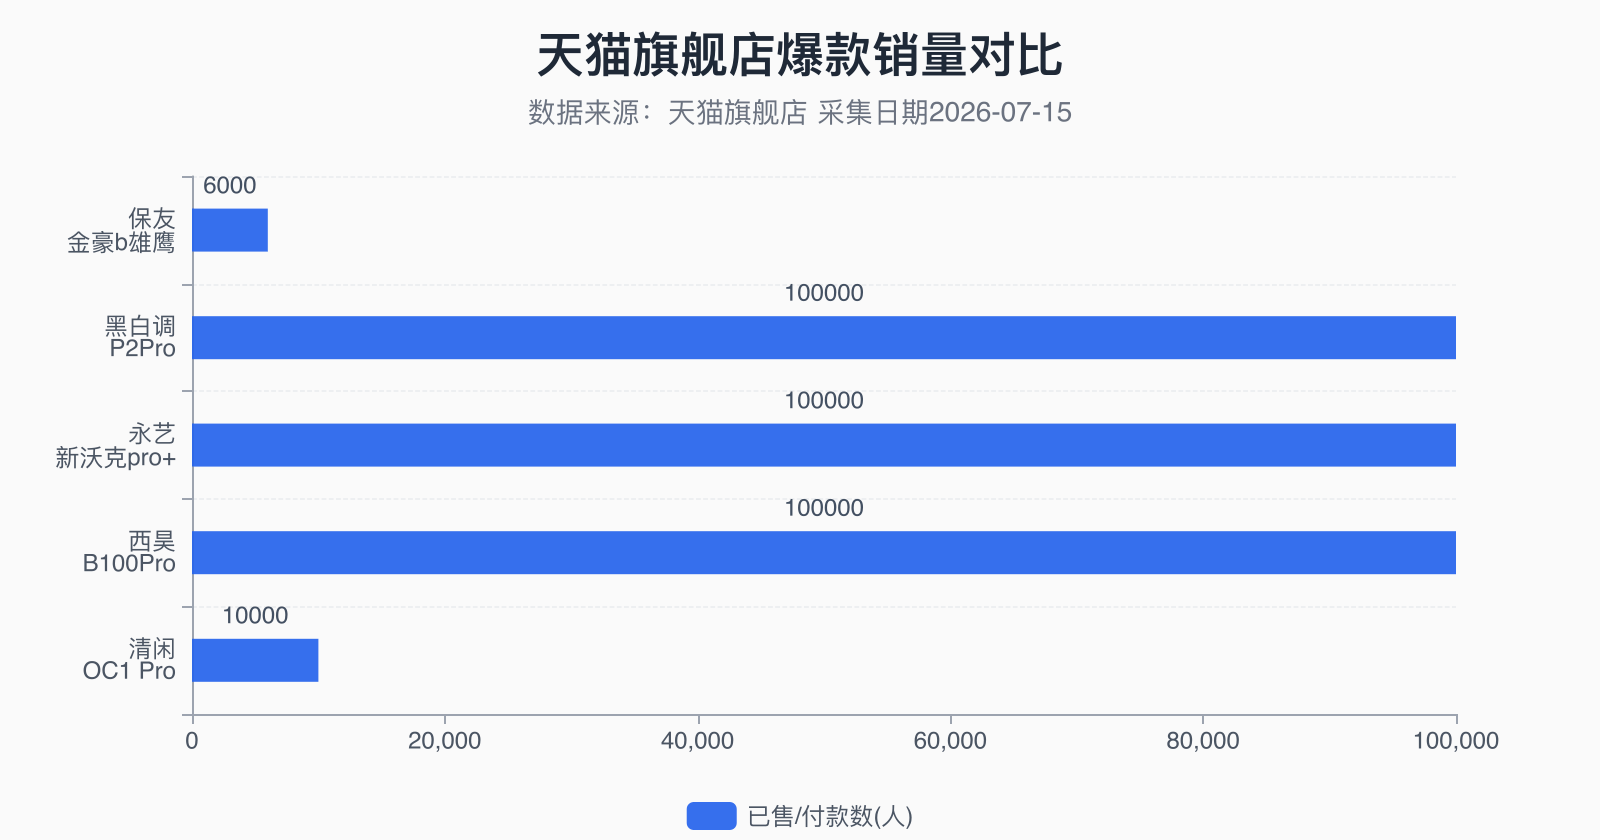 天猫旗舰店爆款销量对比
数据来源：天猫旗舰店 采集日期2026-07-15
6000
保友
金豪b雄鹰
100000
黑白调
P2Pro
100000
永艺
新沃克pro+
100000
西昊
B100Pro
10000
清闲
OC1 Pro
0 20,000 40,000 60,000 80,000 100,000
已售/付款数(人)